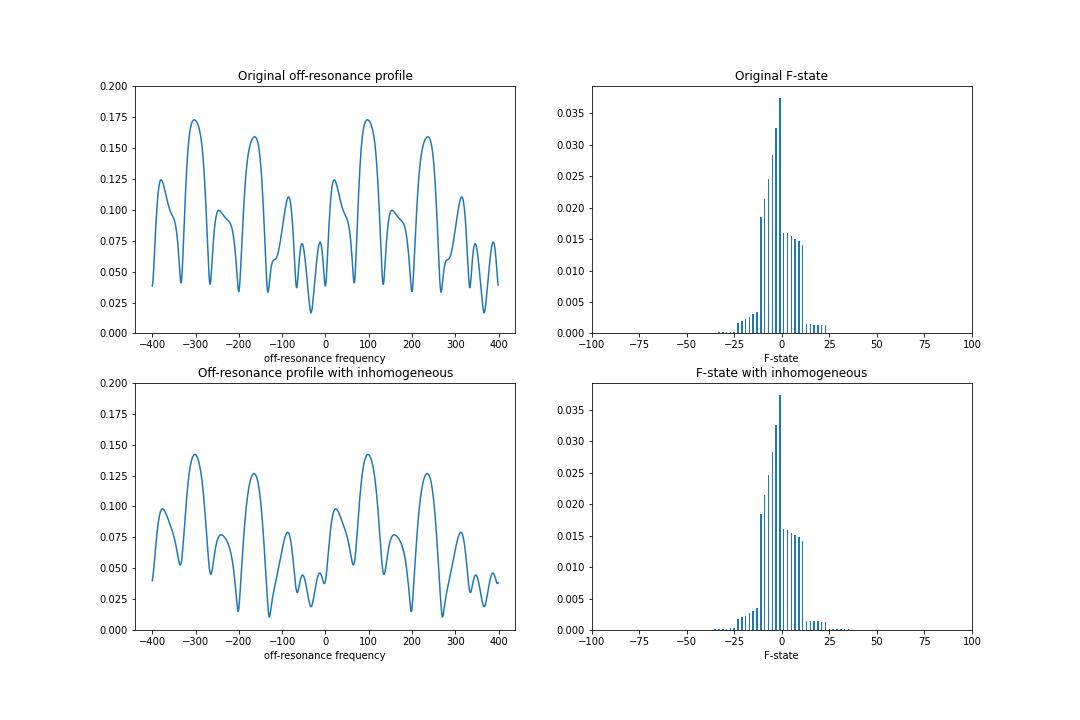 Original off-resonance profile
0.200
0.175
0.150
0.125
0.100
0.075
0.050
0.025
0.000
−400 −300 −200 −100 0 100 200 300 400
off-resonance frequency
Original F-state
0.035
0.030
0.025
0.020
0.015
0.010
0.005
0.000
−100 −75 −50 −25 0 25 50 75 100
F-state
Off-resonance profile with inhomogeneous
0.200
0.175
0.150
0.125
0.100
0.075
0.050
0.025
0.000
−400 −300 −200 −100 0 100 200 300 400
off-resonance frequency
F-state with inhomogeneous
0.035
0.030
0.025
0.020
0.015
0.010
0.005
0.000
−100 −75 −50 −25 0 25 50 75 100
F-state